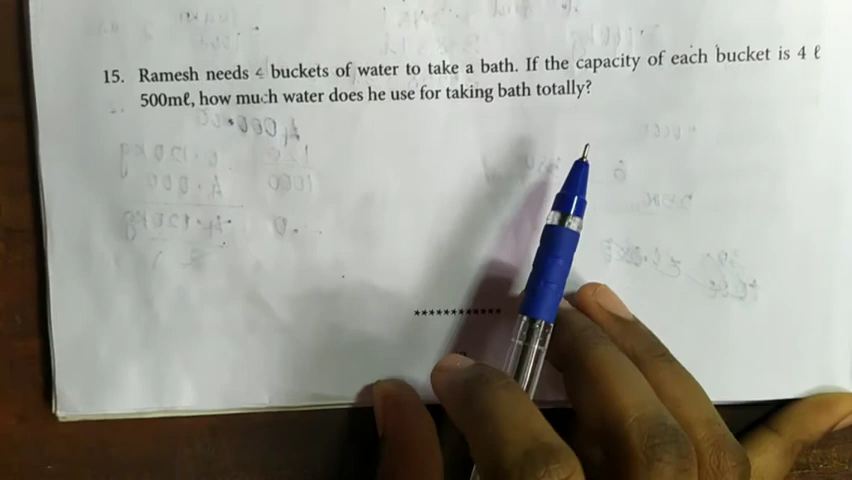 15. Ramesh needs 4 buckets of water to take a bath. If the capacity of each bucket is 4 ℓ
500mℓ, how much water does he use for taking bath totally?
************